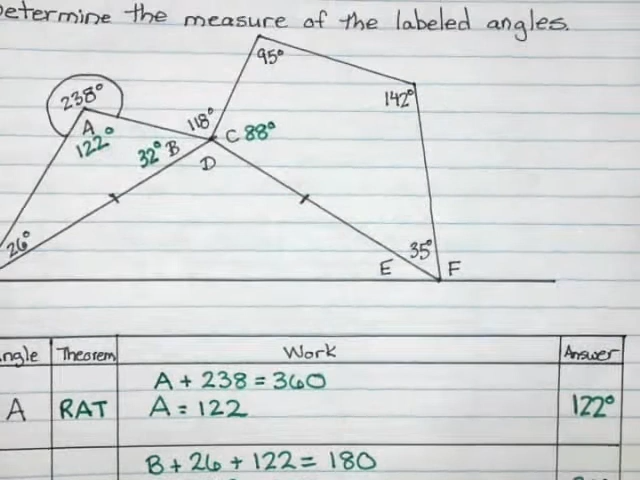 etermine the measure of the labeled angles.
95°
238°
142°
118°
A
C 88°
122°
32° B
D
26°
35°
E
F
ngle Theorem Work Answer
A + 238 = 360
A RAT A = 122 122°
B + 26 + 122 = 180